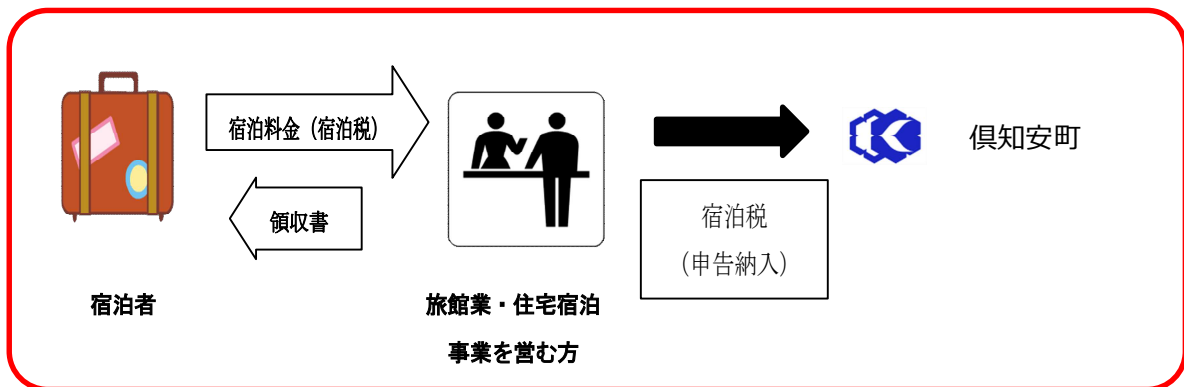 宿泊料金（宿泊税）
領収書
宿泊者
旅館業・住宅宿泊
事業を営む方
宿泊税
（申告納入）
倶知安町